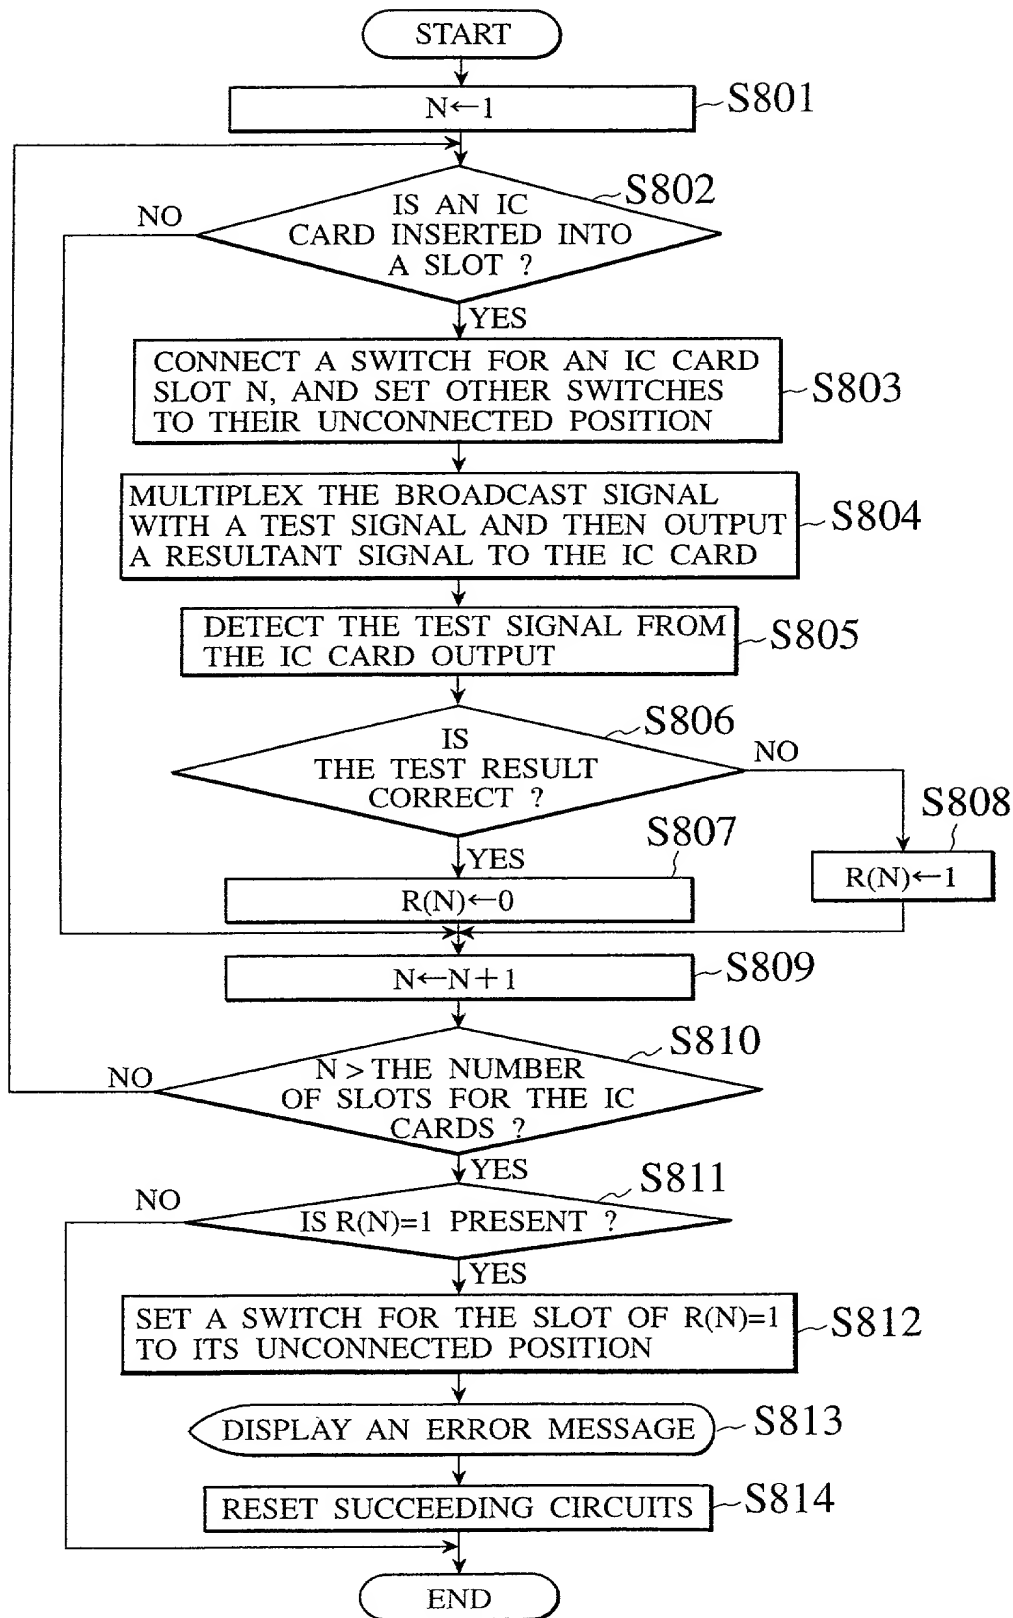 START
N←1
S801
S802
IS AN IC
CARD INSERTED INTO
A SLOT ?
NO
YES
CONNECT A SWITCH FOR AN IC CARD
SLOT N, AND SET OTHER SWITCHES
TO THEIR UNCONNECTED POSITION
S803
MULTIPLEX THE BROADCAST SIGNAL
WITH A TEST SIGNAL AND THEN OUTPUT
A RESULTANT SIGNAL TO THE IC CARD
S804
DETECT THE TEST SIGNAL FROM
THE IC CARD OUTPUT
S805
S806
IS
THE TEST RESULT
CORRECT ?
NO
YES
S807
R(N)←0
S808
R(N)←1
N←N+1
S809
S810
N > THE NUMBER
OF SLOTS FOR THE IC
CARDS ?
NO
YES
S811
IS R(N)=1 PRESENT ?
NO
YES
SET A SWITCH FOR THE SLOT OF R(N)=1
TO ITS UNCONNECTED POSITION
S812
DISPLAY AN ERROR MESSAGE
S813
RESET SUCCEEDING CIRCUITS
S814
END